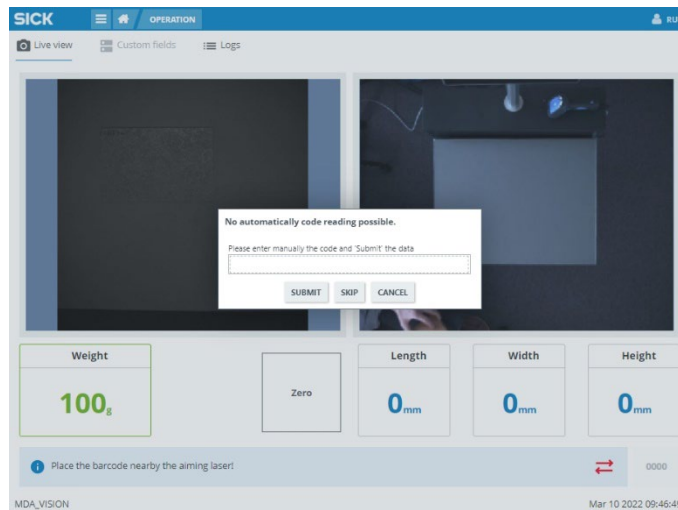 SICK
OPERATION
RU
Live view
Custom fields
Logs
No automatically code reading possible.
Please enter manually the code and 'Submit' the data
SUBMIT SKIP CANCEL
Weight
100g
Zero
Length
0mm
Width
0mm
Height
0mm
Place the barcode nearby the aiming laser!
0000
MDA_VISION
Mar 10 2022 09:46:49